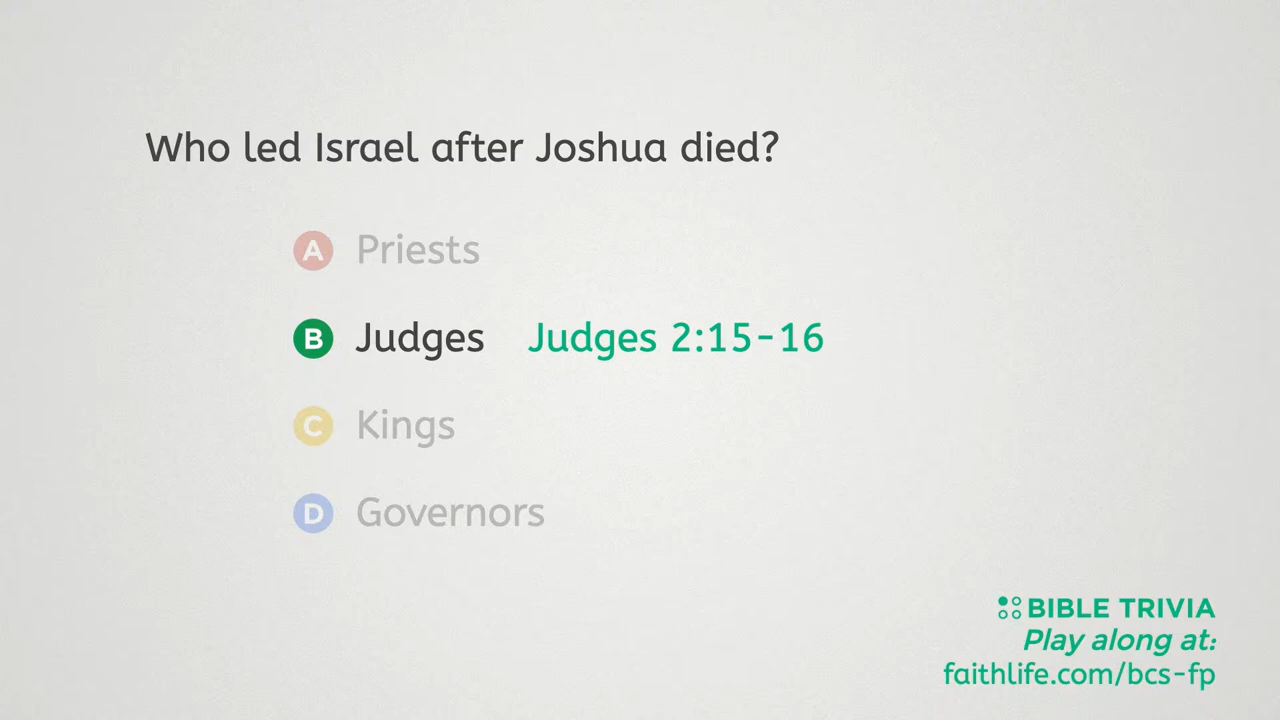 Who led Israel after Joshua died?
A Priests
B Judges Judges 2:15-16
C Kings
D Governors
BIBLE TRIVIA
Play along at:
faithlife.com/bcs-fp